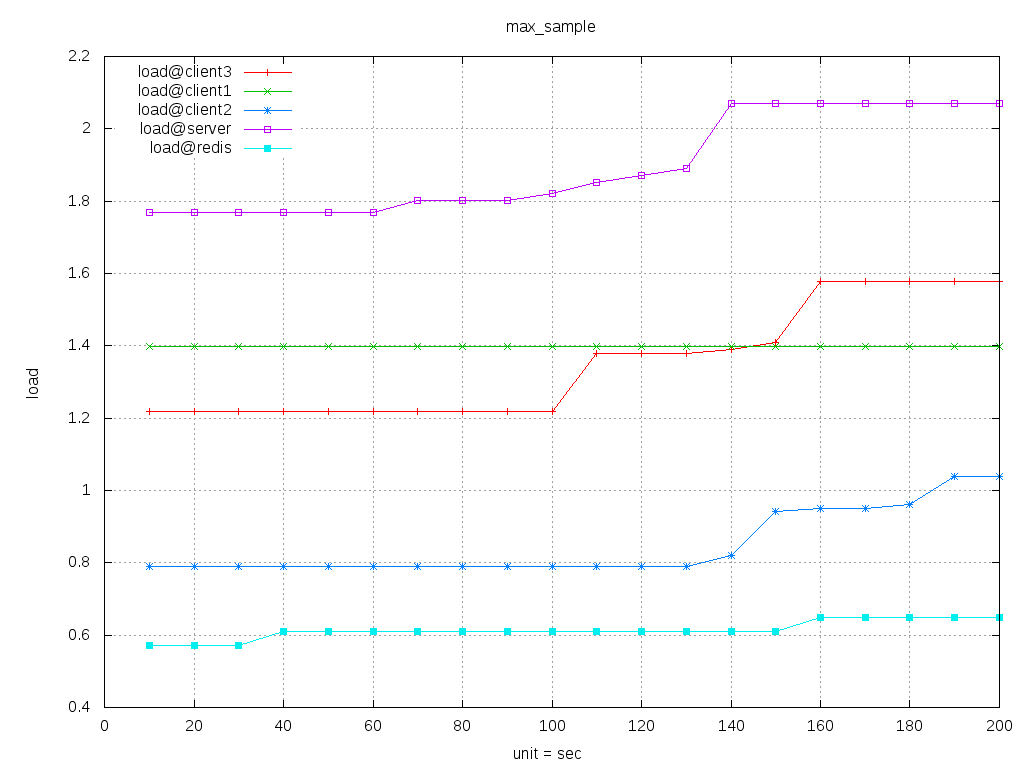 max_sample
2.2
2
1.8
1.6
1.4
1.2
1
0.8
0.6
0.4
load@client3
load@client1
load@client2
load@server
load@redis
load
0 20 40 60 80 100 120 140 160 180 200
unit = sec